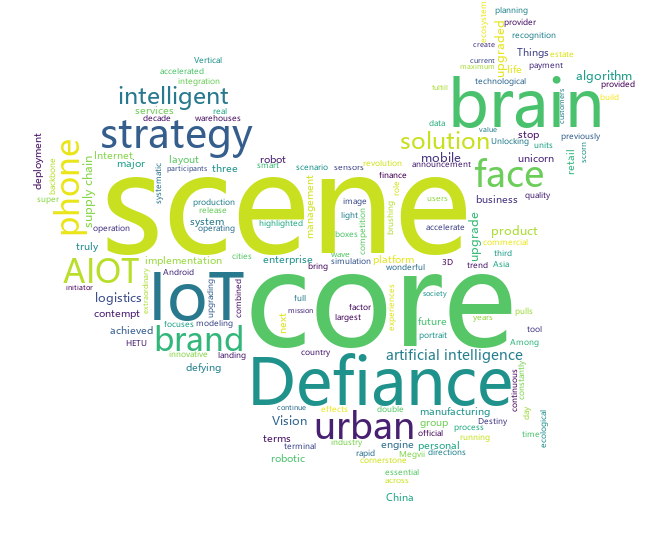 planning
ecosystem
provider
create
upgraded
recognition
Things
estate
Vertical
current
payment
accelerated
maximum
life
algorithm
integration
technological
provided
intelligent
tuitil
brain
customers
build
services
real
decade
warehouses
data
value
stop
previously
strategy
solution
Unlocking
units
deployment
phone
Internet
layout
robot
revolution
mobile
announcement
unicorn
retail
scorn
backbone
supply chain
major
participants
three
smart
scenario
sensors
finance
face
business
quality
super
systematic
scene
production
release
highlighted
management
image
light
boxes
competition
brushing
role
users
accelerate
upgrade
product
commercial
operation
system
operating
truly
implementation
cities
enterprise
wave
simulation
platform
wonderful
3D
third
trend
Asia
AIOT
initiator
Android
bring
logistics
extraordinary
IoT
upgrading
combined
core
full
mission
factor
largest
experiences
society
future
years
pulls
contempt
achieved
focuses
modeling
next
portrait
tool
Among
HETU
brand
innovative
landing
country
artificial intelligence
defying
Defiance
continuous
constantly
continue
effects
double
manufacturing
day
ecological
Vision
urban
group
process
Destiny
official
running
time
terms
terminal
industry
engine
personal
robotic
rapid
Megvii
directions
cornerstone
essential
across
China